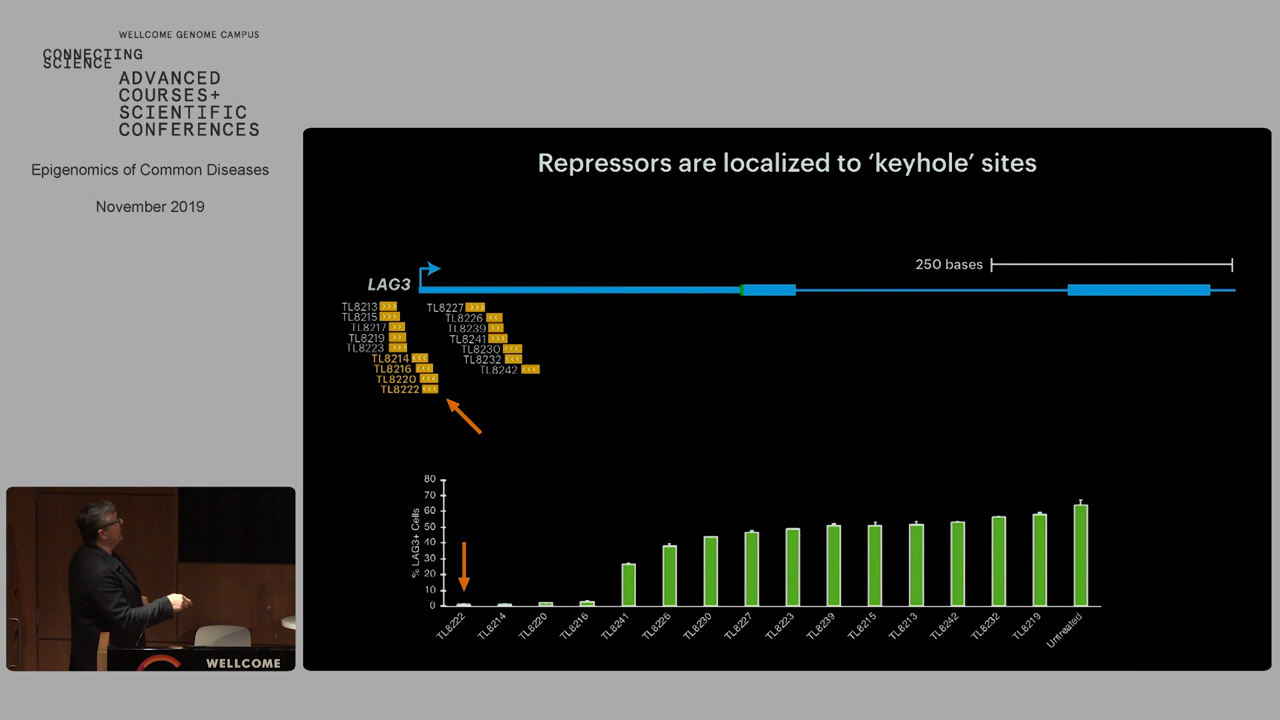 WELLCOME GENOME CAMPUS
CONNECTING
SCIENCE
ADVANCED
COURSES+
SCIENTIFIC
CONFERENCES
Epigenomics of Common Diseases
November 2019
Repressors are localized to ‘keyhole’ sites
250 bases
LAG3
TL8213
TL8215
TL8217
TL8219
TL8223
TL8214
TL8216
TL8220
TL8222
TL8227
TL8226
TL8239
TL8241
TL8230
TL8232
TL8242
% LAG3+ Cells
80
70
60
50
40
30
20
10
0
TL8222
TL8214
TL8220
TL8216
TL8241
TL8226
TL8230
TL8227
TL8223
TL8239
TL8215
TL8213
TL8242
TL8232
TL8219
Untreated
WELLCOME